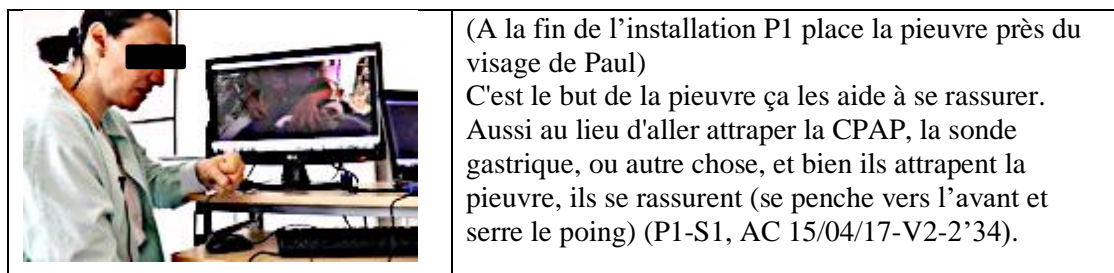 (A la fin de l’installation P1 place la pieuvre près du
visage de Paul)
C'est le but de la pieuvre ça les aide à se rassurer.
Aussi au lieu d'aller attraper la CPAP, la sonde
gastrique, ou autre chose, et bien ils attrapent la
pieuvre, ils se rassurent (se penche vers l’avant et
serre le poing) (P1-S1, AC 15/04/17-V2-2’34).